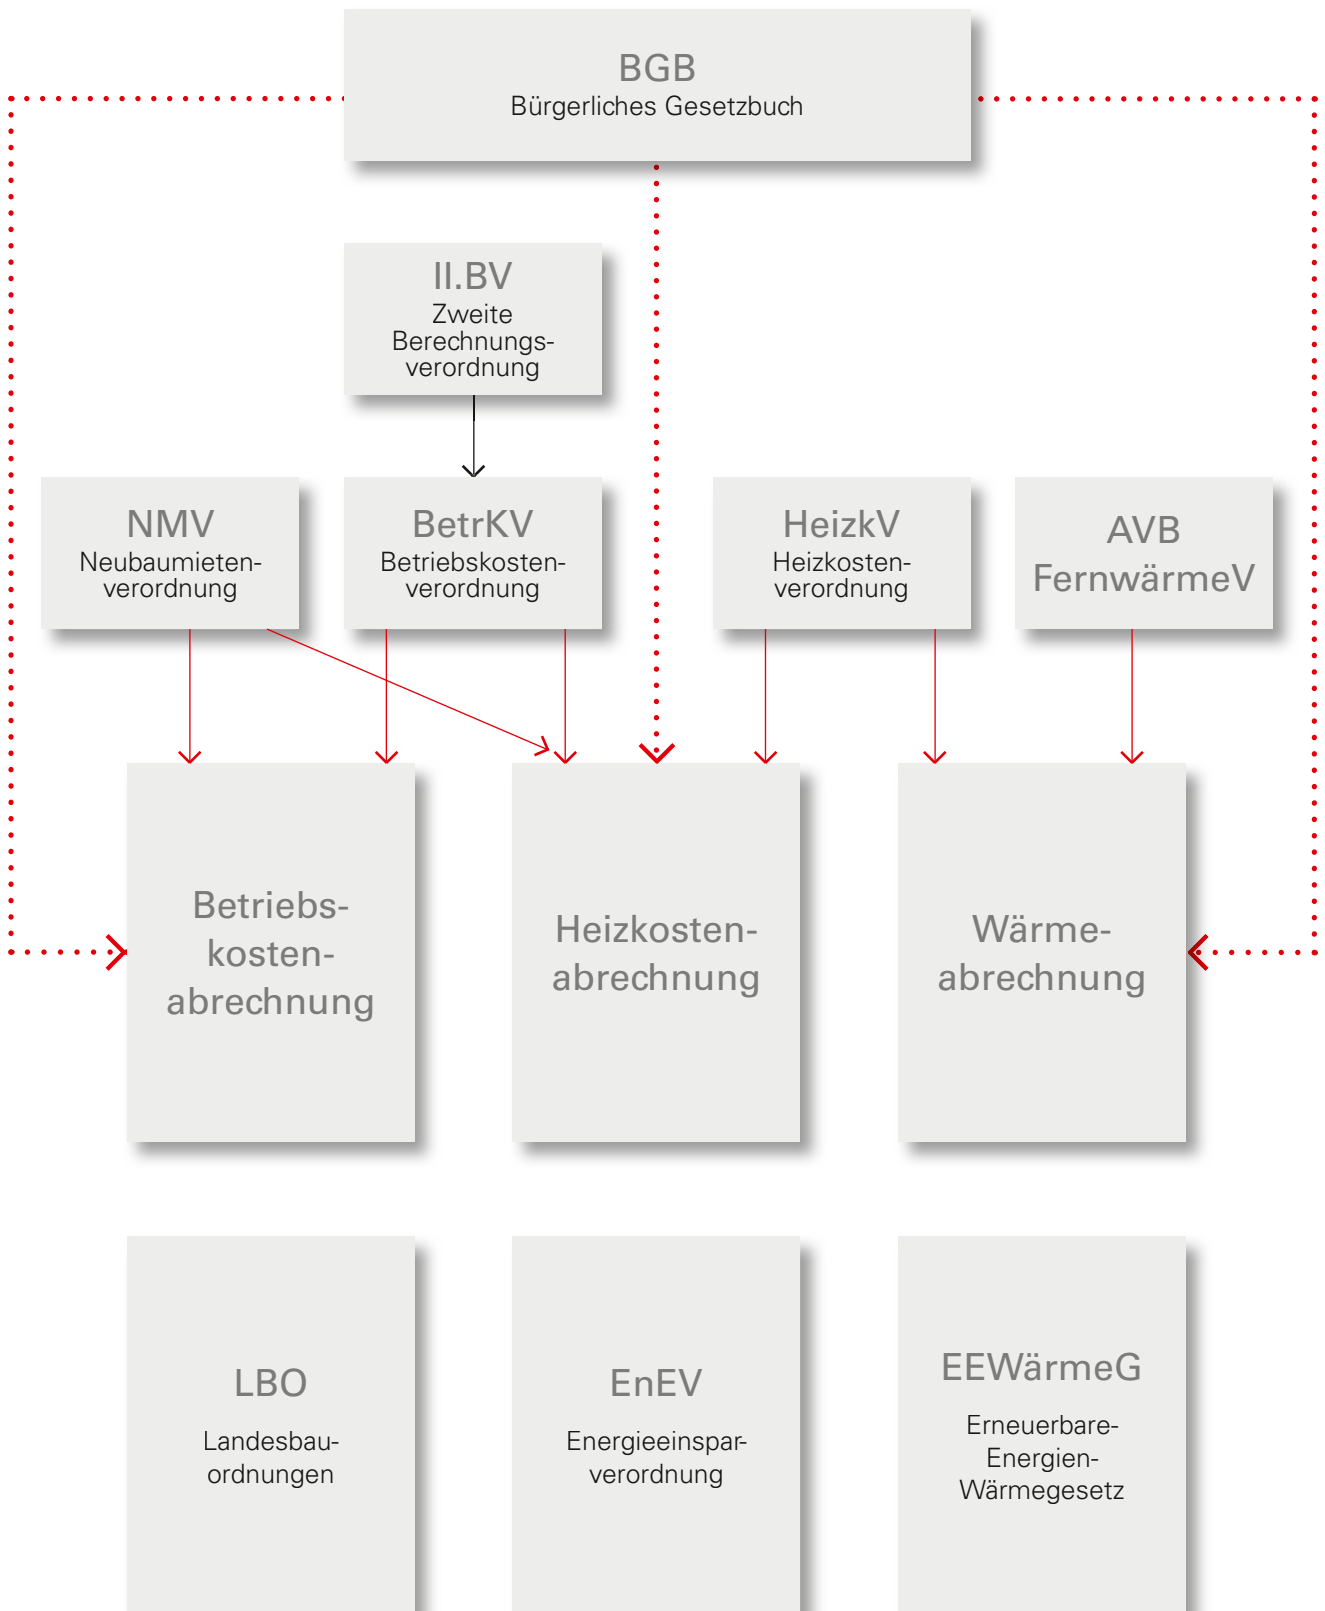 BGB
Bürgerliches Gesetzbuch
II.BV
Zweite
Berechnungs-
verordnung
NMV
Neubaumieten-
verordnung
BetrKV
Betriebskosten-
verordnung
HeizkV
Heizkosten-
verordnung
AVB
FernwärmeV
Betriebs-
kosten-
abrechnung
Heizkosten-
abrechnung
Wärme-
abrechnung
LBO
Landesbau-
ordnungen
EnEV
Energieeinspar-
verordnung
EEWärmeG
Erneuerbare-
Energien-
Wärmegesetz